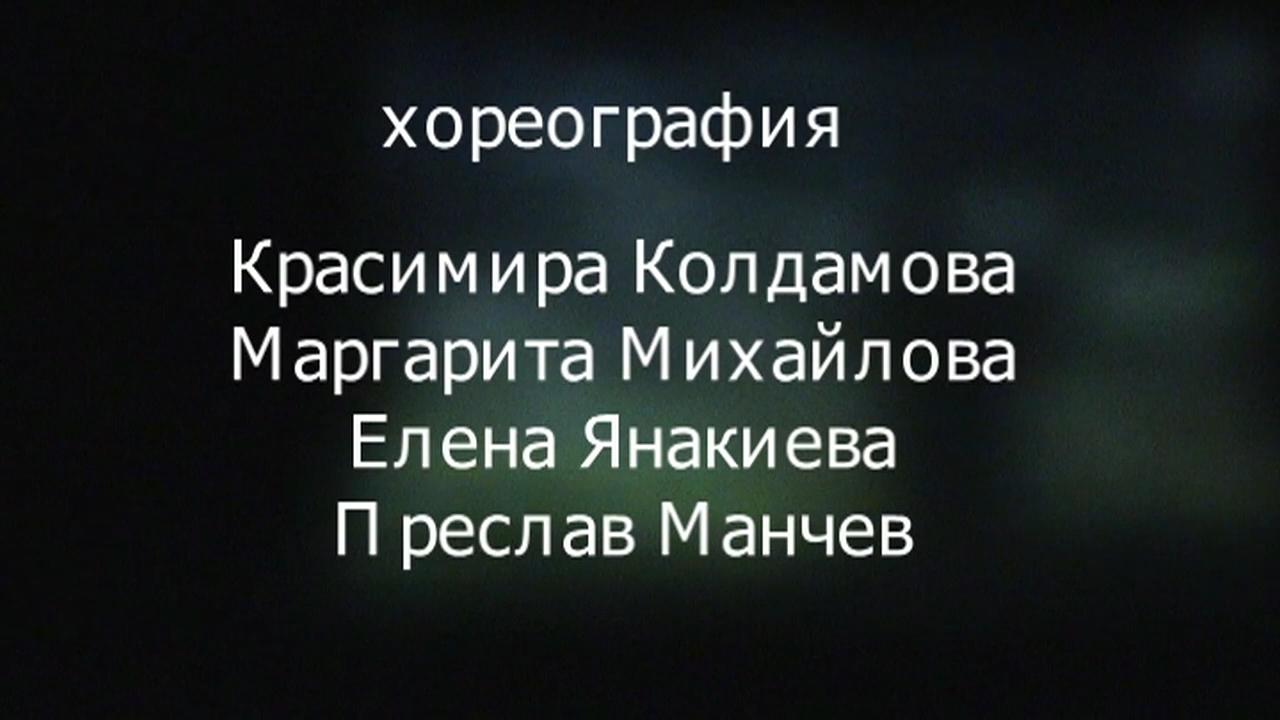 хореография
Красимира Колдамова
Маргарита Михайлова
Елена Янакиева
Преслав Манчев